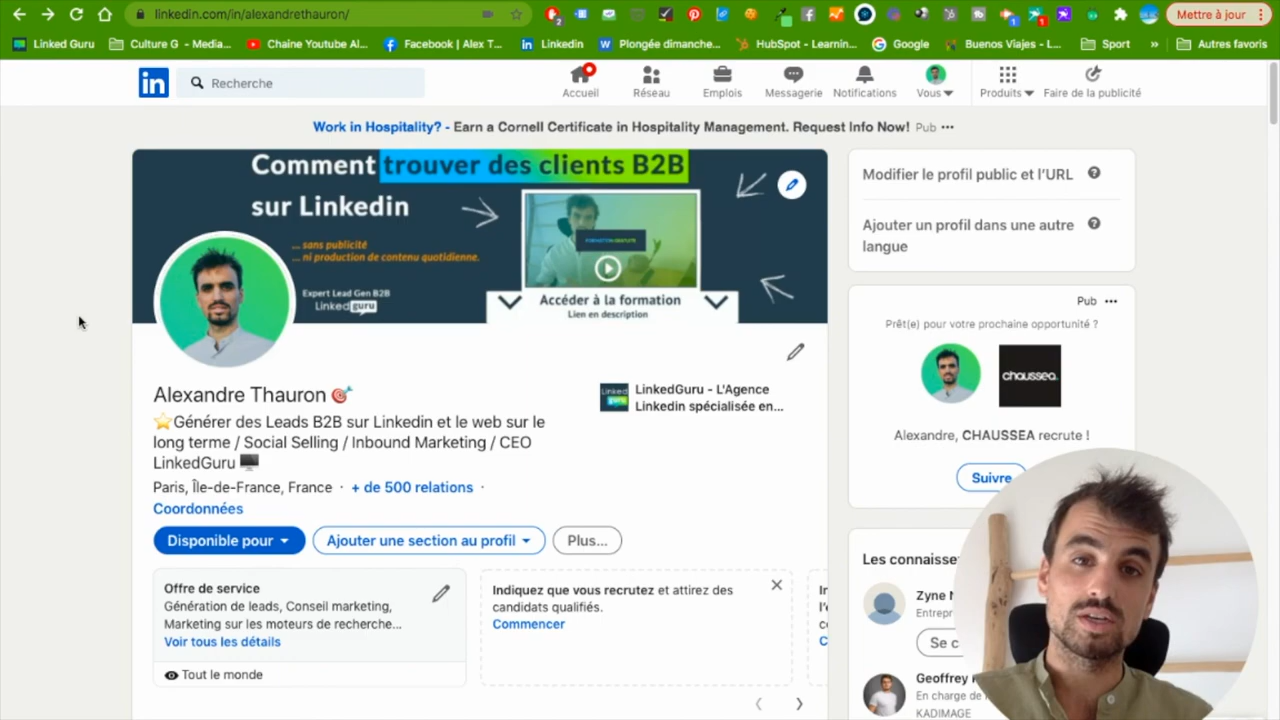 linkedin.com/in/alexandrethauron/
Mettre à jour
Linked Guru
Culture G - Media...
Chaine Youtube Al...
Facebook | Alex T...
Linkedin
Plongée dimanche...
HubSpot - Learnin...
Google
Buenos Viajes - L...
Sport
»
Autres favoris
in
Recherche
Accueil
Réseau
Emplois
Messagerie
Notifications
Vous
Produits
Faire de la publicité
Work in Hospitality? - Earn a Cornell Certificate in Hospitality Management. Request Info Now! Pub
Comment trouver des clients B2B
sur Linkedin
... sans publicité
... ni production de contenu quotidienne.
Expert Lead Gen B2B
Linked guru
FORMATION GRATUITE
Accéder à la formation
Lien en description
Alexandre Thauron
Linked
guru
LinkedGuru - L'Agence
Linkedin spécialisée en...
Générer des Leads B2B sur Linkedin et le web sur le
long terme / Social Selling / Inbound Marketing / CEO
LinkedGuru
Paris, Île-de-France, France · + de 500 relations ·
Coordonnées
Disponible pour
Ajouter une section au profil
Plus...
Offre de service
Génération de leads, Conseil marketing,
Marketing sur les moteurs de recherche...
Voir tous les détails
Tout le monde
Indiquez que vous recrutez et attirez des
candidats qualifiés.
Commencer
Modifier le profil public et l'URL
Ajouter un profil dans une autre
langue
Pub
Prêt(e) pour votre prochaine opportunité ?
chaussea.
Alexandre, CHAUSSEA recrute !
Suivre
Les connaisse
Zyne
Entrepr
Se c
Geoffrey
En charge de
KADIMAGE